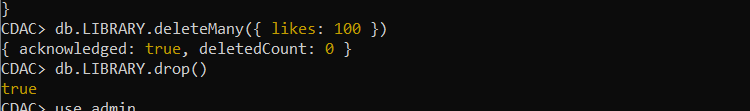 }
CDAC> db.LIBRARY.deleteMany({ likes: 100 })
{ acknowledged: true, deletedCount: 0 }
CDAC> db.LIBRARY.drop()
true
CDAC> use admin